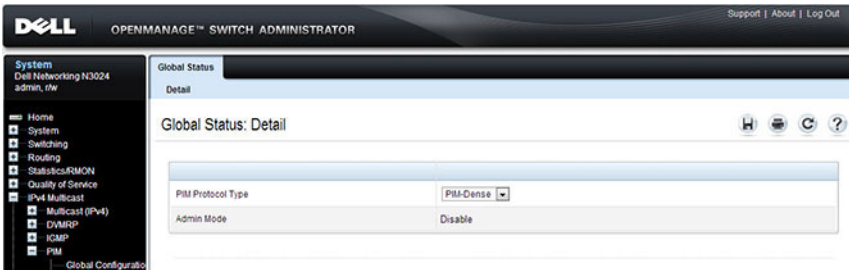 Support | About | Log Out
DELL OPENMANAGE™ SWITCH ADMINISTRATOR
System
Dell Networking N3024
admin, r/w
Home
System
Switching
Routing
Statistics/RMON
Quality of Service
IPv4 Multicast
Multicast (IPv4)
DVMRP
IGMP
PIM
Global Configuratio
Global Status
Detail
Global Status: Detail
PIM Protocol Type PIM-Dense
Admin Mode Disable